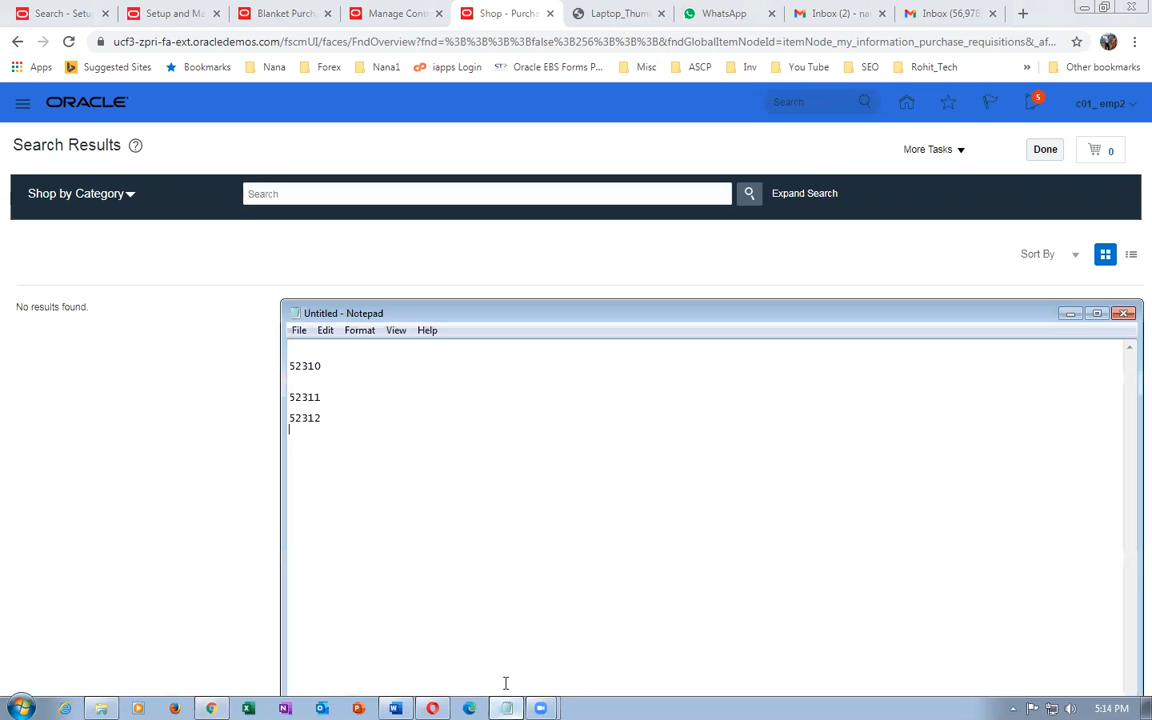 Search - Setu
Setup and Ma
Blanket Purch
Manage Contr
Shop - Purcha
Laptop_Thum
WhatsApp
Inbox (2) - na
Inbox (56,978
ucf3-zpri-fa-ext.oracledemos.com/fscmUI/faces/FndOverview?fnd=%3B%3B%3B%3Bfalse%3B256%3B%3B%3B&fndGlobalItemNodeId=itemNode_my_information_purchase_requisitions&_af...
Apps
Suggested Sites
Bookmarks
Nana
Forex
Nana1
iapps Login
Oracle EBS Forms P...
Misc
ASCP
Inv
You Tube
SEO
Rohit_Tech
»
Other bookmarks
ORACLE
Search
5
c01_ emp2
Search Results
More Tasks
Done
0
Shop by Category
Search
Expand Search
Sort By
No results found.
Untitled - Notepad
File Edit Format View Help
52310
52311
52312
5:14 PM